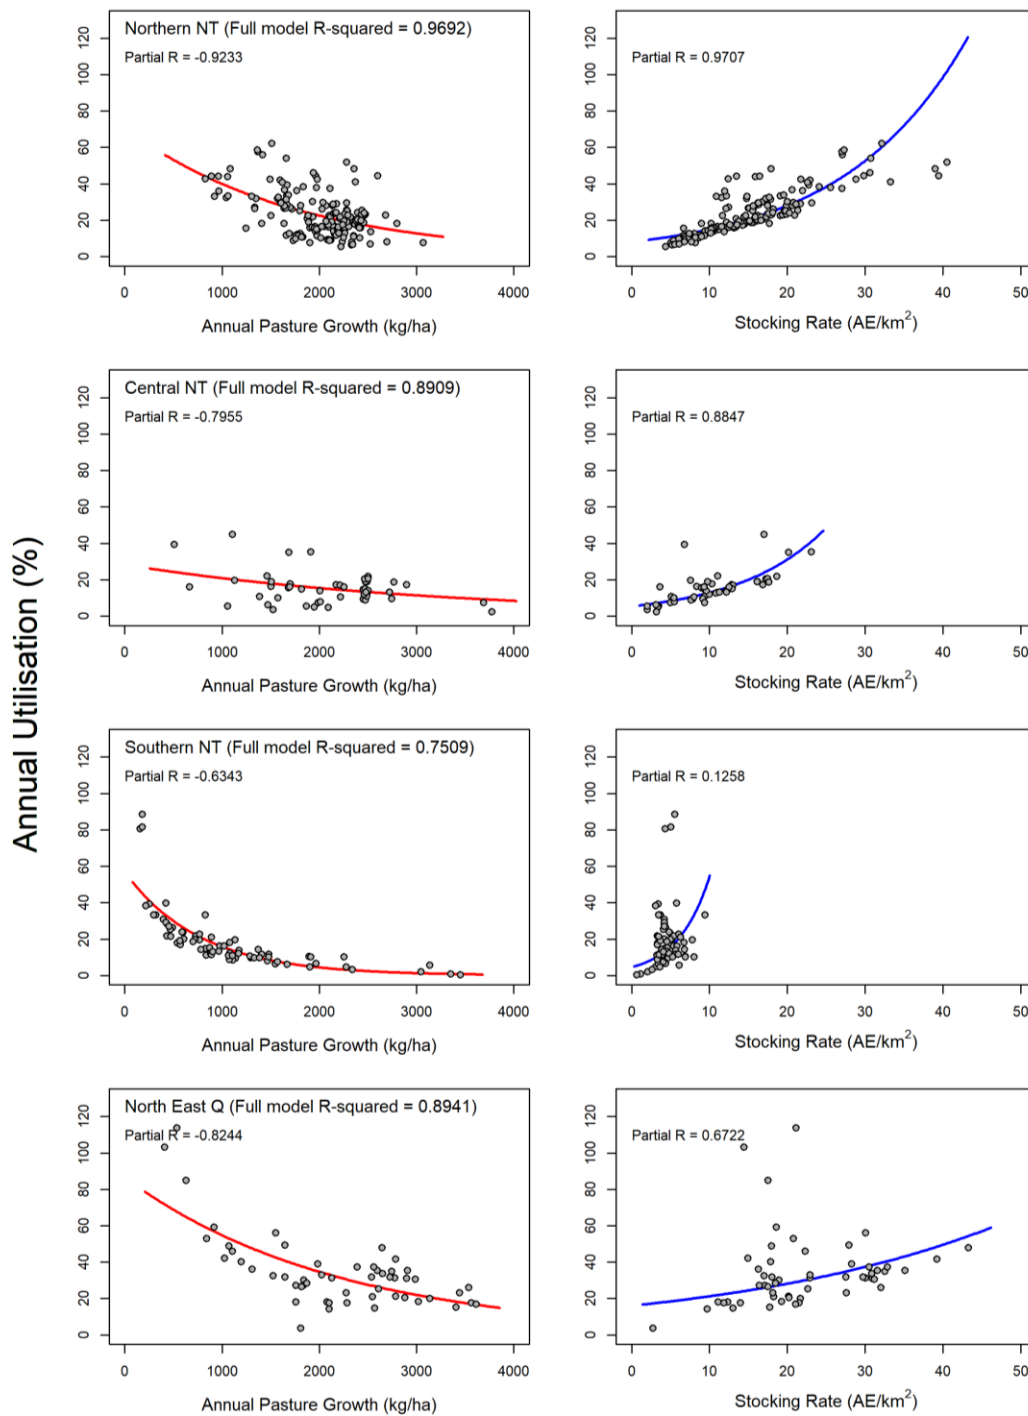 Annual Utilisation (%)
Northern NT (Full model R-squared = 0.9692)
Partial R = -0.9233
120
100
80
60
40
20
0
0 1000 2000 3000 4000
Annual Pasture Growth (kg/ha)
Partial R = 0.9707
120
100
80
60
40
20
0
0 10 20 30 40 50
Stocking Rate (AE/km²)
Central NT (Full model R-squared = 0.8909)
Partial R = -0.7955
120
100
80
60
40
20
0
0 1000 2000 3000 4000
Annual Pasture Growth (kg/ha)
Partial R = 0.8847
120
100
80
60
40
20
0
0 10 20 30 40 50
Stocking Rate (AE/km²)
Southern NT (Full model R-squared = 0.7509)
Partial R = -0.6343
120
100
80
60
40
20
0
0 1000 2000 3000 4000
Annual Pasture Growth (kg/ha)
Partial R = 0.1258
120
100
80
60
40
20
0
0 10 20 30 40 50
Stocking Rate (AE/km²)
North East Q (Full model R-squared = 0.8941)
Partial R = -0.8244
120
100
80
60
40
20
0
0 1000 2000 3000 4000
Annual Pasture Growth (kg/ha)
Partial R = 0.6722
120
100
80
60
40
20
0
0 10 20 30 40 50
Stocking Rate (AE/km²)